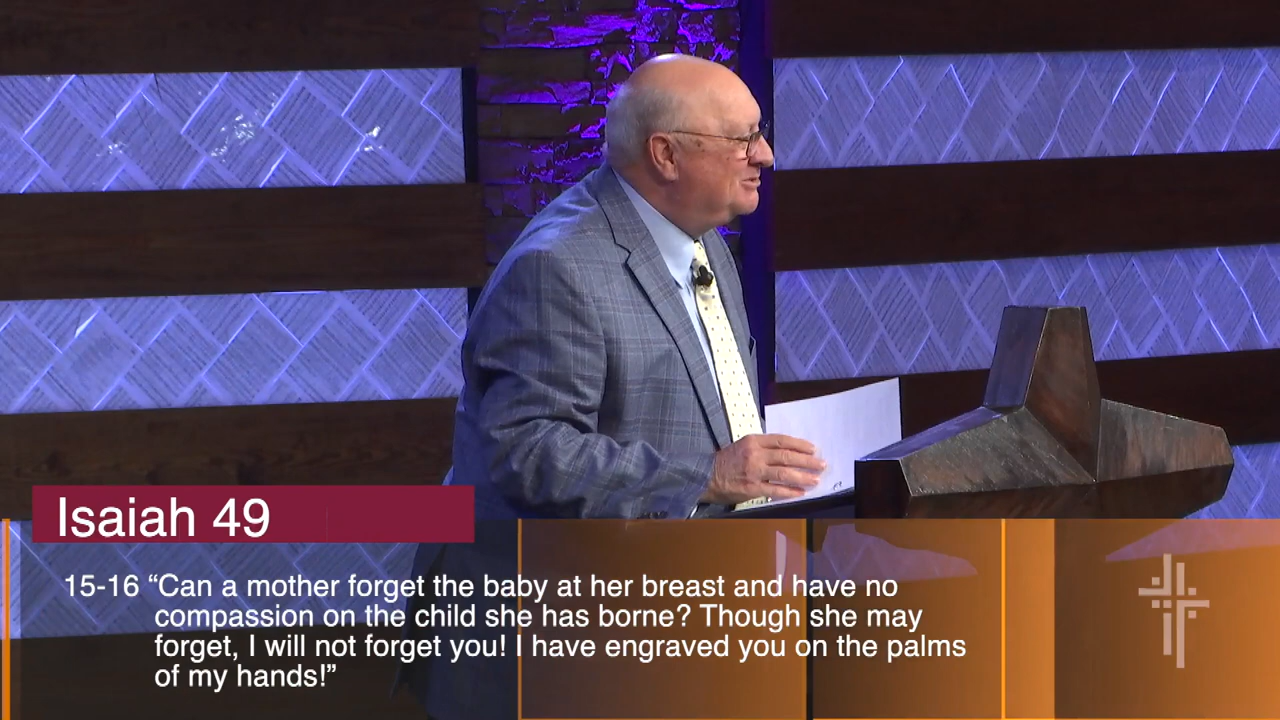 Isaiah 49
15-16 “Can a mother forget the baby at her breast and have no
compassion on the child she has borne? Though she may
forget, I will not forget you! I have engraved you on the palms
of my hands!”